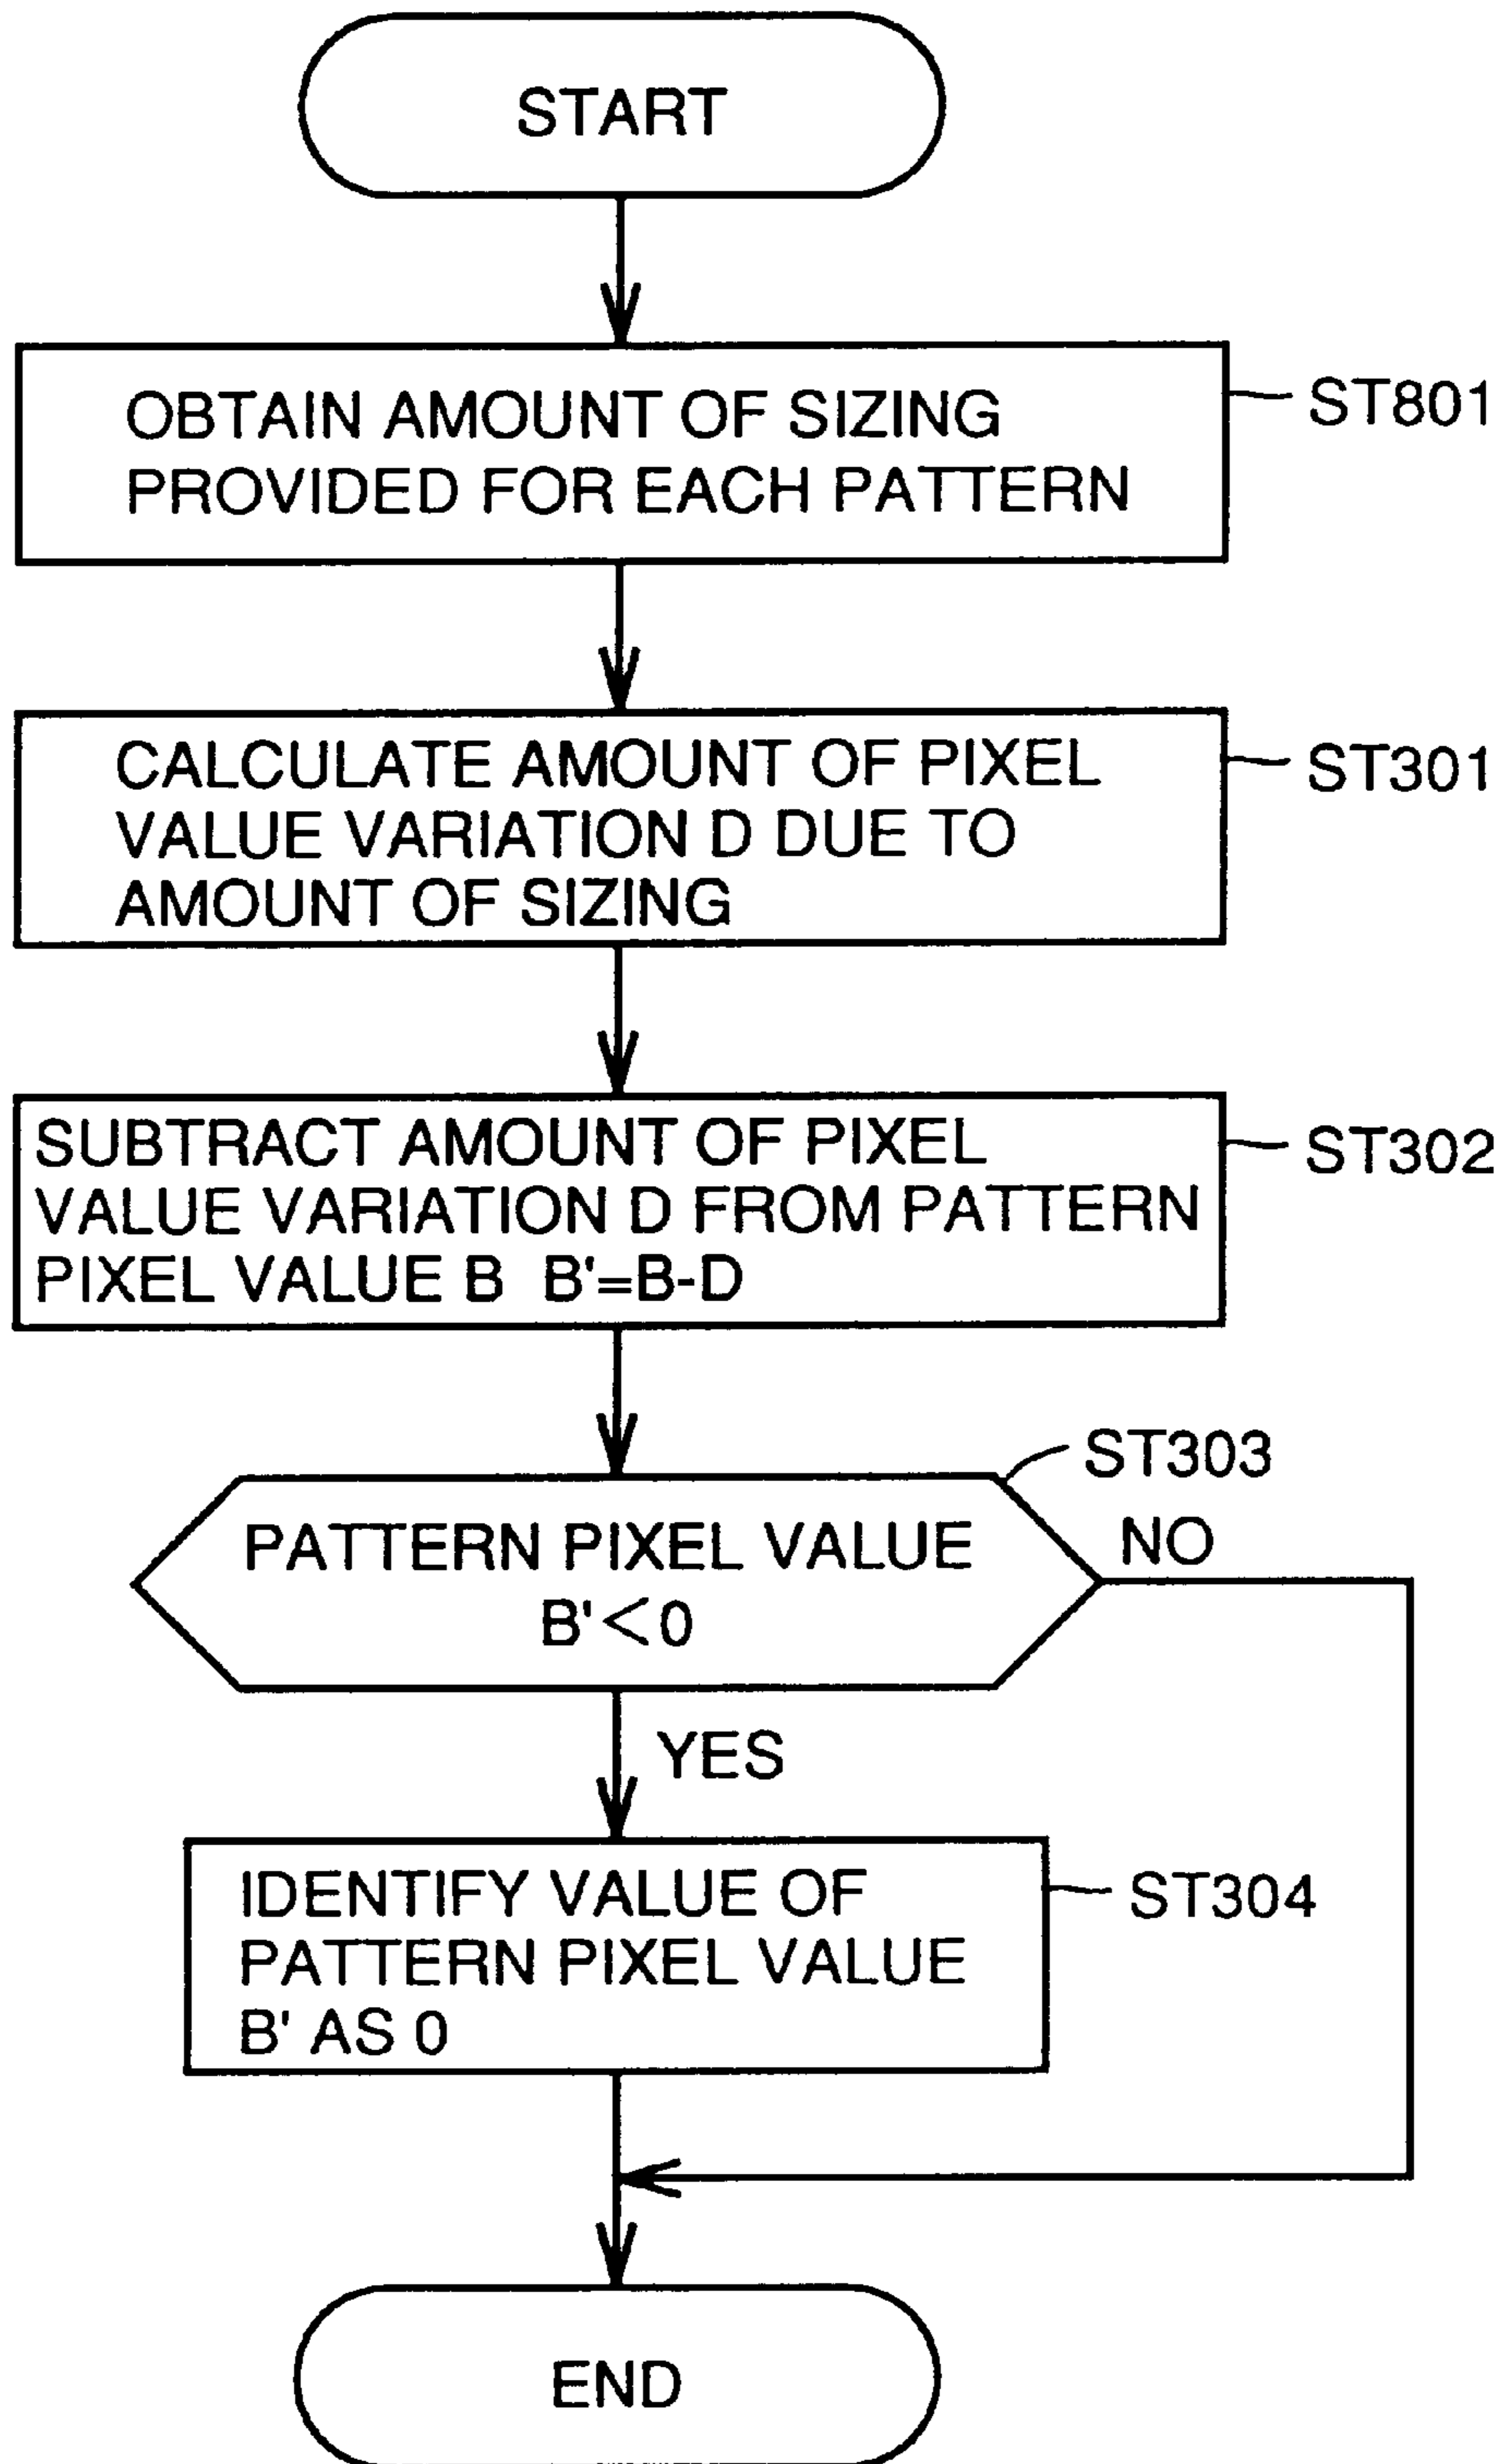 START
OBTAIN AMOUNT OF SIZING
PROVIDED FOR EACH PATTERN
ST801
CALCULATE AMOUNT OF PIXEL
VALUE VARIATION D DUE TO
AMOUNT OF SIZING
ST301
SUBTRACT AMOUNT OF PIXEL
VALUE VARIATION D FROM PATTERN
PIXEL VALUE B B'=B-D
ST302
ST303
PATTERN PIXEL VALUE
B'<0
NO
YES
IDENTIFY VALUE OF
PATTERN PIXEL VALUE
B' AS 0
ST304
END